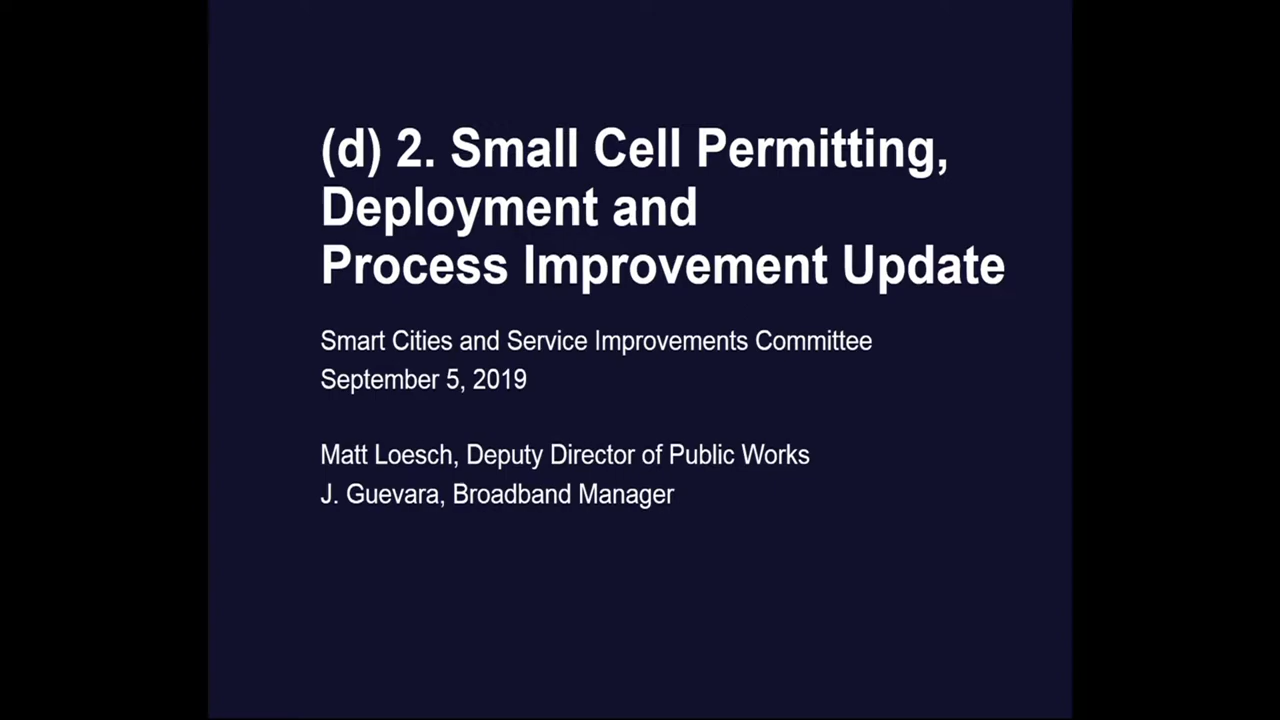 (d) 2. Small Cell Permitting,
Deployment and
Process Improvement Update
Smart Cities and Service Improvements Committee
September 5, 2019
Matt Loesch, Deputy Director of Public Works
J. Guevara, Broadband Manager